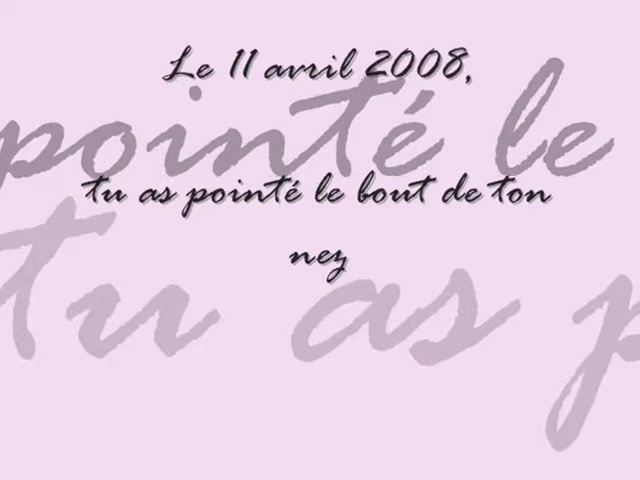 Le 11 avril 2008,
pointé le
tu as pointé le bout de ton
nez
tu as p